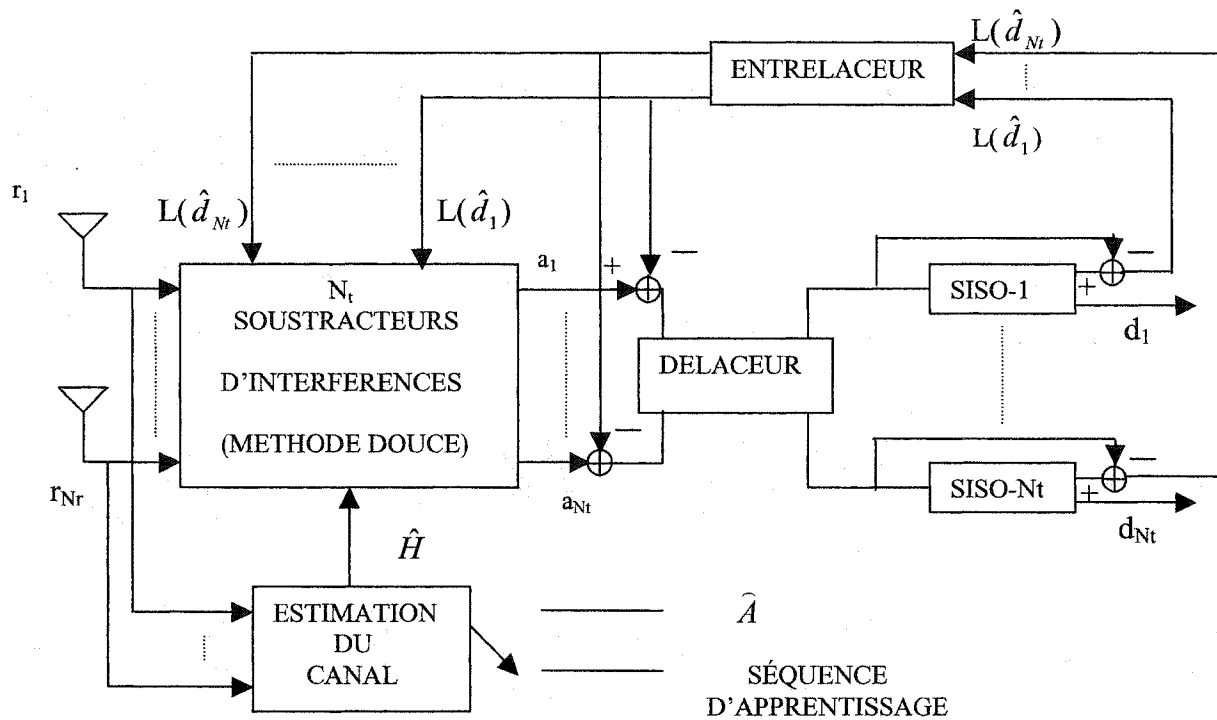 L(d̂_Nt)
ENTRELACEUR
L(d̂_1)
r_1
L(d̂_Nt)
L(d̂_1)
a_1
+
−
−
N_t
SOUSTRACTEURS
D'INTERFERENCES
(METHODE DOUCE)
SISO-1
+
d_1
DELACEUR
−
−
r_Nr
a_Nt
SISO-Nt
+
d_Nt
Ĥ
ESTIMATION
DU
CANAL
Â
SÉQUENCE
D'APPRENTISSAGE